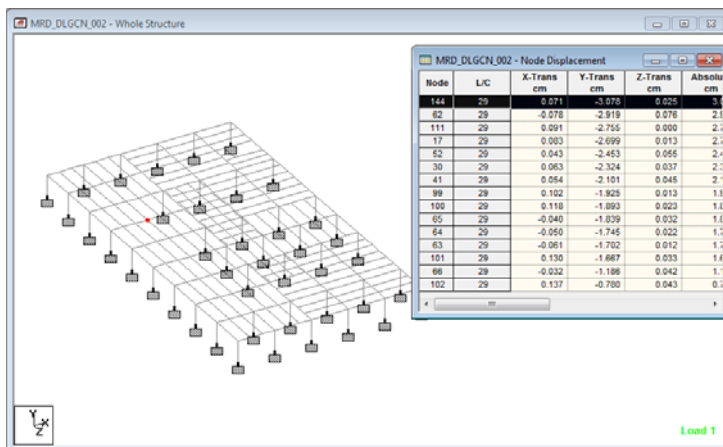 MRD_DLGCN_002 - Whole Structure
MRD_DLGCN_002 - Node Displacement
Node L/C X-Trans cm Y-Trans cm Z-Trans cm cm
144 29 0.071 -3.078 0.025
62 29 -0.078 -2.919 0.076
111 29 0.091 -2.755 0.000
17 29 0.083 -2.699 0.013
52 29 0.043 -2.453 0.055
30 29 0.063 -2.324 0.037
41 29 0.054 -2.101 0.045
99 29 0.102 -1.925 0.013
100 29 0.118 -1.893 0.023
65 29 -0.040 -1.839 0.032
64 29 -0.050 -1.745 0.022
63 29 -0.061 -1.702 0.012
101 29 0.130 -1.667 0.033
66 29 -0.032 -1.186 0.042
102 29 0.137 -0.780 0.043
Y
X
Z
Load 1